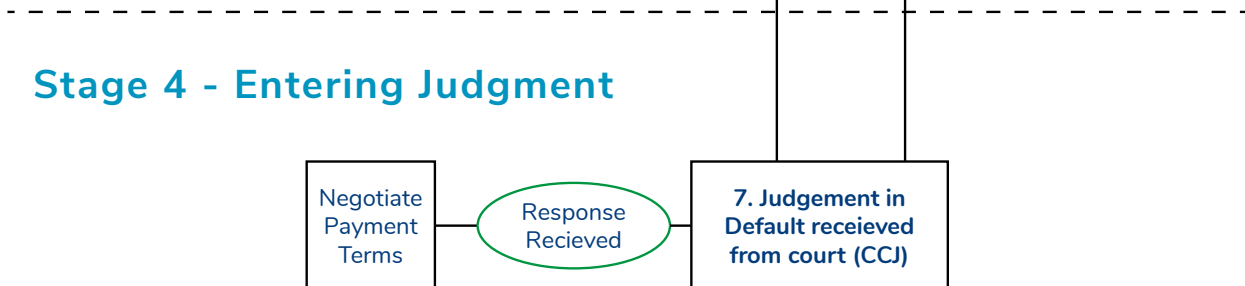 Stage 4 - Entering Judgment
Negotiate
Payment
Terms
Response
Recieved
7. Judgement in
Default receieved
from court (CCJ)